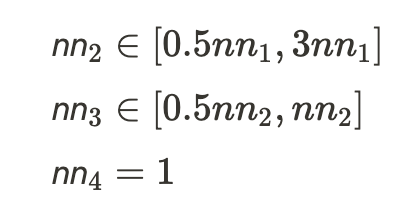 nn₂ ∈ [0.5nn₁, 3nn₁]
nn₃ ∈ [0.5nn₂, nn₂]
nn₄ = 1